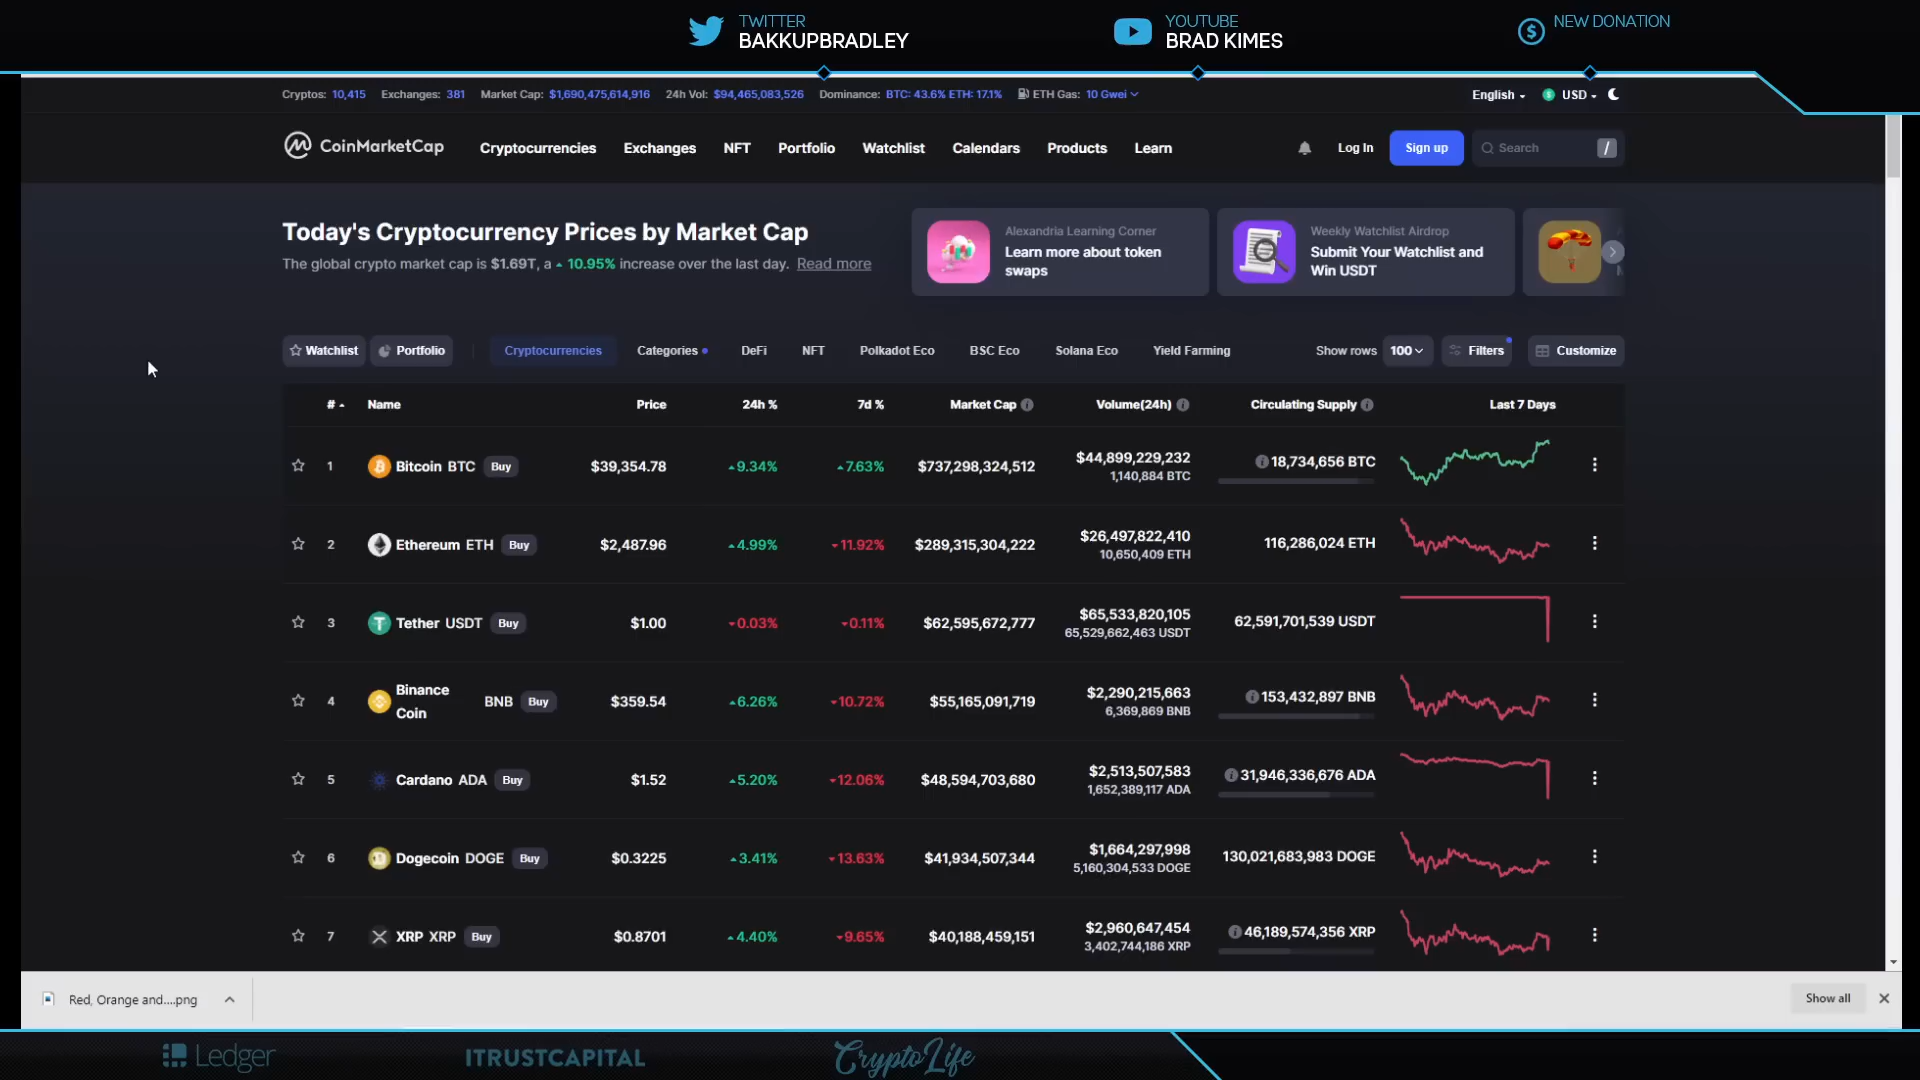 TWITTER
BAKKUPBRADLEY
YOUTUBE
BRAD KIMES
NEW DONATION
Cryptos: 10,415 Exchanges: 381 Market Cap: $1,690,475,614,916 24h Vol: $94,465,083,526 Dominance: BTC: 43.6% ETH: 17.1% ETH Gas: 10 Gwei
English USD
CoinMarketCap Cryptocurrencies Exchanges NFT Portfolio Watchlist Calendars Products Learn Log In Sign up Search /
Today's Cryptocurrency Prices by Market Cap
The global crypto market cap is $1.69T, a 10.95% increase over the last day. Read more
Alexandria Learning Corner
Learn more about token
swaps
Weekly Watchlist Airdrop
Submit Your Watchlist and
Win USDT
Watchlist Portfolio Cryptocurrencies Categories DeFi NFT Polkadot Eco BSC Eco Solana Eco Yield Farming Show rows 100 Filters Customize
# Name Price 24h % 7d % Market Cap Volume(24h) Circulating Supply Last 7 Days
1 Bitcoin BTC Buy $39,354.78 9.34% 7.63% $737,298,324,512 $44,899,229,232 18,734,656 BTC
1,140,884 BTC
2 Ethereum ETH Buy $2,487.96 4.99% 11.92% $289,315,304,222 $26,497,822,410 116,286,024 ETH
10,650,409 ETH
3 Tether USDT Buy $1.00 0.03% 0.11% $62,595,672,777 $65,533,820,105 62,591,701,539 USDT
65,529,662,463 USDT
4 Binance Coin BNB Buy $359.54 6.26% 10.72% $55,165,091,719 $2,290,215,663 153,432,897 BNB
6,369,869 BNB
5 Cardano ADA Buy $1.52 5.20% 12.06% $48,594,703,680 $2,513,507,583 31,946,336,676 ADA
1,652,389,117 ADA
6 Dogecoin DOGE Buy $0.3225 3.41% 13.63% $41,934,507,344 $1,664,297,998 130,021,683,983 DOGE
5,160,304,533 DOGE
7 XRP XRP Buy $0.8701 4.40% 9.65% $40,188,459,151 $2,960,647,454 46,189,574,356 XRP
3,402,744,186 XRP
Red, Orange and....png
Show all
Ledger
ITRUSTCAPITAL
CryptoLife